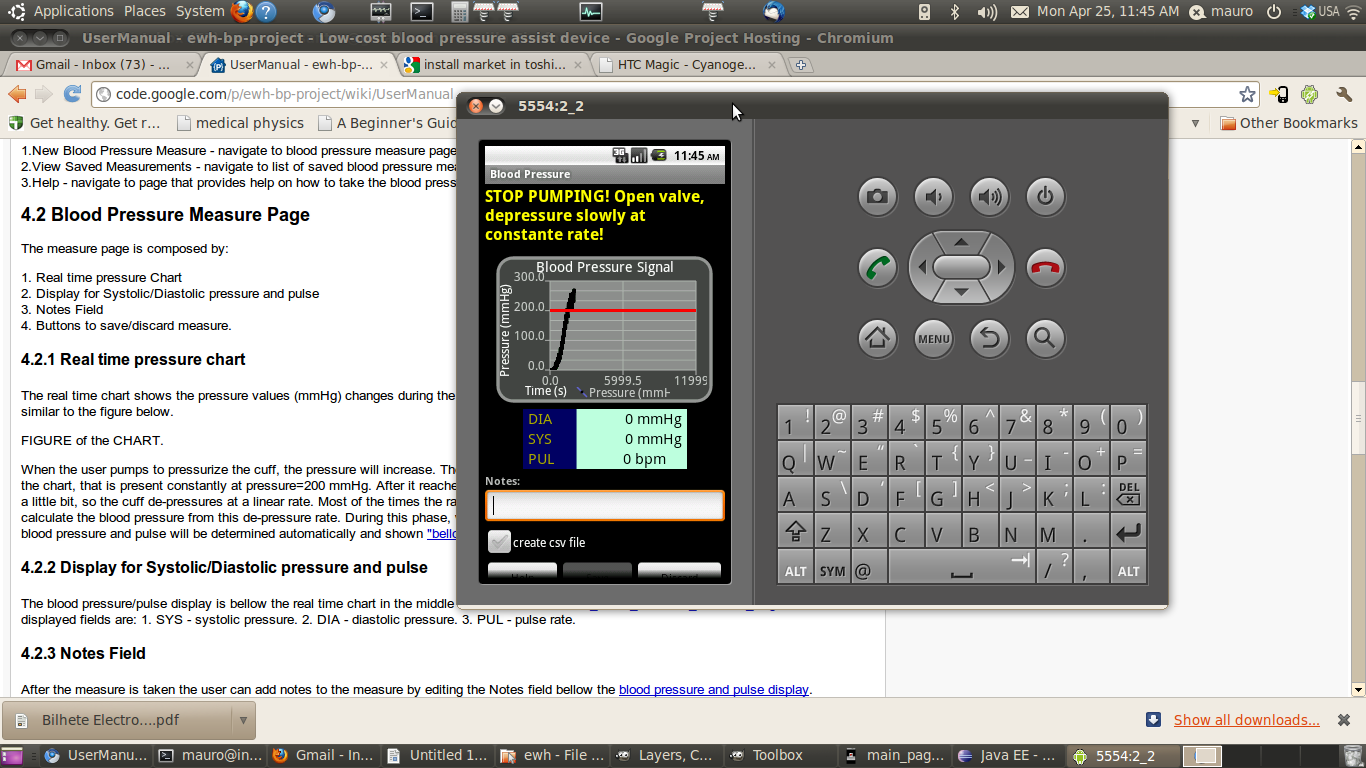 Applications Places System
USA
Mon Apr 25, 11:45 AM
mauro
UserManual - ewh-bp-project - Low-cost blood pressure assist device - Google Project Hosting - Chromium
Gmail - Inbox (73) - ...
UserManual - ewh-bp-...
install market in toshi...
HTC Magic - Cyanoge...
code.google.com/p/ewh-bp-project/wiki/UserManual
Get healthy. Get r...
medical physics
A Beginner's Guid
Other Bookmarks
1.New Blood Pressure Measure - navigate to blood pressure measure page
2.View Saved Measurements - navigate to list of saved blood pressure mea
3.Help - navigate to page that provides help on how to take the blood press
4.2 Blood Pressure Measure Page
The measure page is composed by:
1. Real time pressure Chart
2. Display for Systolic/Diastolic pressure and pulse
3. Notes Field
4. Buttons to save/discard measure.
4.2.1 Real time pressure chart
The real time chart shows the pressure values (mmHg) changes during the
similar to the figure below.
FIGURE of the CHART.
When the user pumps to pressurize the cuff, the pressure will increase. The
the chart, that is present constantly at pressure=200 mmHg. After it reache
a little bit, so the cuff de-pressures at a linear rate. Most of the times the ra
calculate the blood pressure from this de-pressure rate. During this phase,
blood pressure and pulse will be determined automatically and shown "bello
4.2.2 Display for Systolic/Diastolic pressure and pulse
The blood pressure/pulse display is bellow the real time chart in the middle
displayed fields are: 1. SYS - systolic pressure. 2. DIA - diastolic pressure. 3. PUL - pulse rate.
4.2.3 Notes Field
After the measure is taken the user can add notes to the measure by editing the Notes field bellow the blood pressure and pulse display.
5554:2_2
3G 11:45 AM
Blood Pressure
STOP PUMPING! Open valve,
depressure slowly at
constante rate!
Blood Pressure Signal
Pressure (mmHg)
300.0
200.0
100.0
0.0
0.0 5999.5 11999
Time (s) Pressure (mmH
DIA 0 mmHg
SYS 0 mmHg
PUL 0 bpm
Notes:
create csv file
MENU
1 ! 2 @ 3 # 4 $ 5 % 6 ^ 7 & 8 * 9 ( 0 )
Q | W ~ E " R ` T { Y } U _ I - O + P =
A S \ D ' F [ G ] H < J > K ; L : DEL
Z X C V B N M .
ALT SYM @ / ? , ALT
Bilhete Electro....pdf
Show all downloads...
UserManu...
mauro@in...
Gmail - In...
Untitled 1...
ewh - File ...
Layers, C...
Toolbox
main_pag...
Java EE - ...
5554:2_2